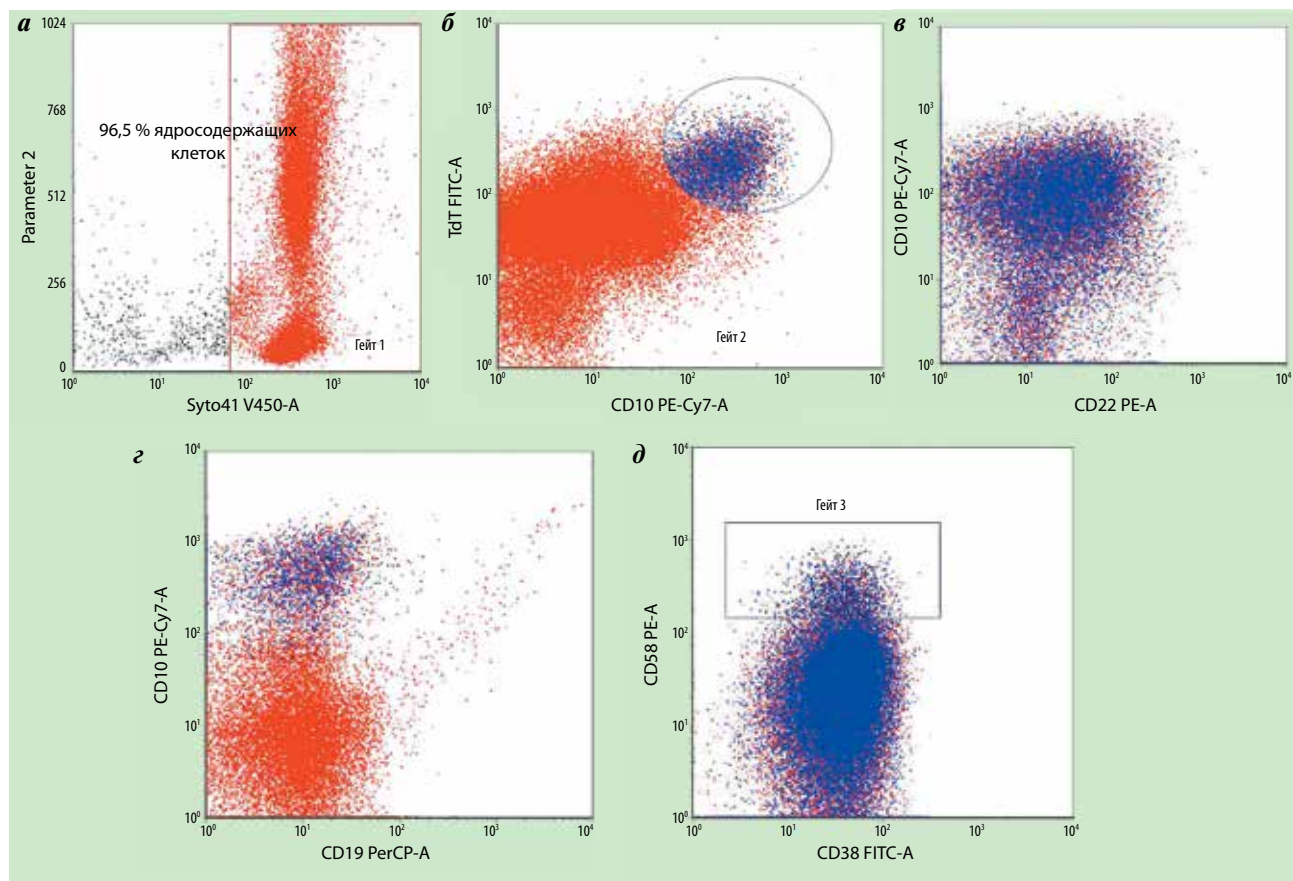 а
1024
768
512
256
0
Parameter 2
96,5 % ядросодержащих
клеток
Гейт 1
10⁰ 10¹ 10² 10³ 10⁴
Syto41 V450-A
б
10⁴
10³
10²
10¹
10⁰
TdT FITC-A
Гейт 2
10⁰ 10¹ 10² 10³ 10⁴
CD10 PE-Cy7-A
в
10⁴
10³
10²
10¹
10⁰
CD10 PE-Cy7-A
10⁰ 10¹ 10² 10³ 10⁴
CD22 PE-A
г
10⁴
10³
10²
10¹
10⁰
CD10 PE-Cy7-A
10⁰ 10¹ 10² 10³ 10⁴
CD19 PerCP-A
д
10⁴
10³
10²
10¹
10⁰
CD58 PE-A
Гейт 3
10⁰ 10¹ 10² 10³ 10⁴
CD38 FITC-A